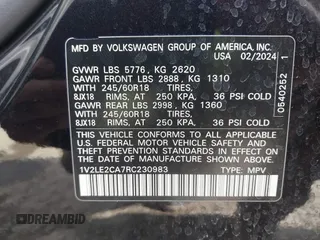 MFD BY VOLKSWAGEN GROUP OF AMERICA, INC.
USA 02/2024
GVWR LBS 5776, KG 2620
GAWR FRONT LBS 2888, KG 1310
WITH 245/60R18 TIRES,
8JX18 RIMS, AT 250 KPA, 36 PSI COLD
GAWR REAR LBS 2998, KG 1360
WITH 245/60R18 TIRES,
8JX18 RIMS, AT 250 KPA, 36 PSI COLD
THIS VEHICLE CONFORMS TO ALL APPLICABLE
U.S. FEDERAL MOTOR VEHICLE SAFETY AND
THEFT PREVENTION STANDARDS IN EFFECT ON
THE DATE OF MANUFACTURE SHOWN ABOVE.
1V2LE2CA7RC230983 TYPE: MPV
0540252 1
DREAMBID